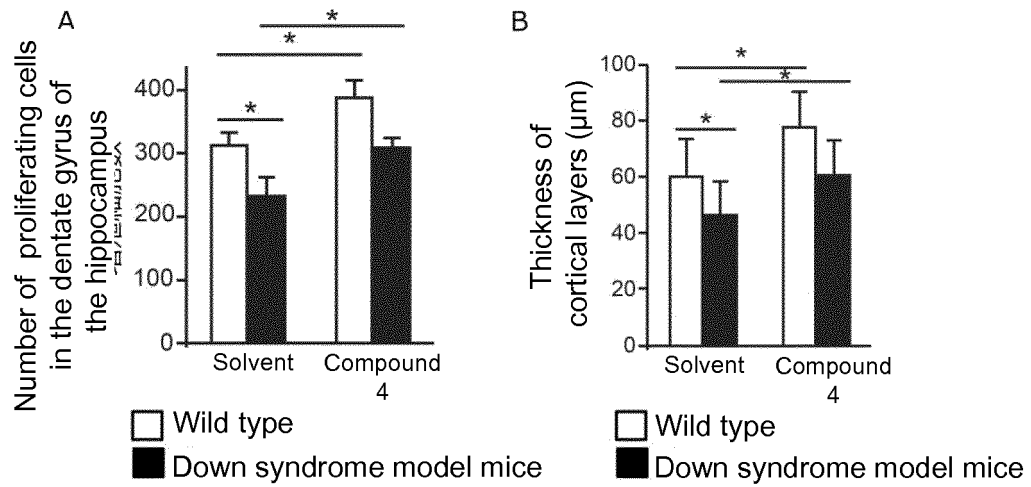 A
Number of proliferating cells
in the dentate gyrus of
the hippocampus
400
300
200
100
0
*
*
*
Solvent
Compound
4
Wild type
Down syndrome model mice
B
Thickness of
cortical layers (μm)
100
80
60
40
20
0
*
*
*
Solvent
Compound
4
Wild type
Down syndrome model mice